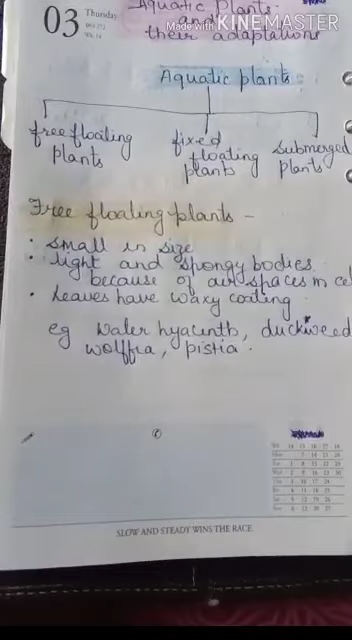 03 Thursday
Aquatic Plants:
and
their adaptations
Made with KINEMASTER
Aquatic plants
free floating
plants
fixed
floating
plants
submerged
plants
Free floating plants -
• small in size
• light and spongy bodies
because of air spaces in cel
• Leaves have waxy coating
eg Water hyacinth, duckweed
wolffia, pistia.
SLOW AND STEADY WINS THE RACE